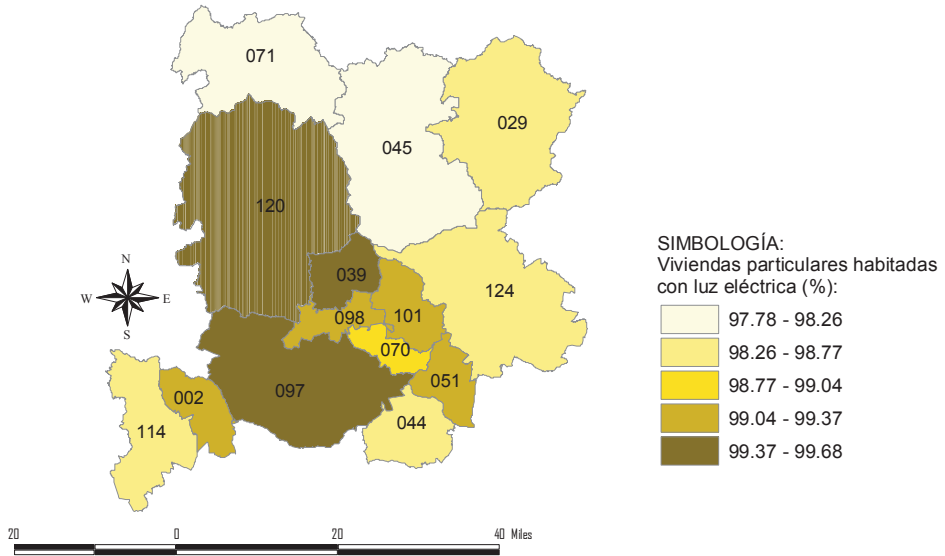 071
029
045
120
N
W E
S
039
124
098
101
070
051
002
097
114
044
SIMBOLOGÍA:
Viviendas particulares habitadas
con luz eléctrica (%):
97.78 - 98.26
98.26 - 98.77
98.77 - 99.04
99.04 - 99.37
99.37 - 99.68
20 0 20 40 Miles